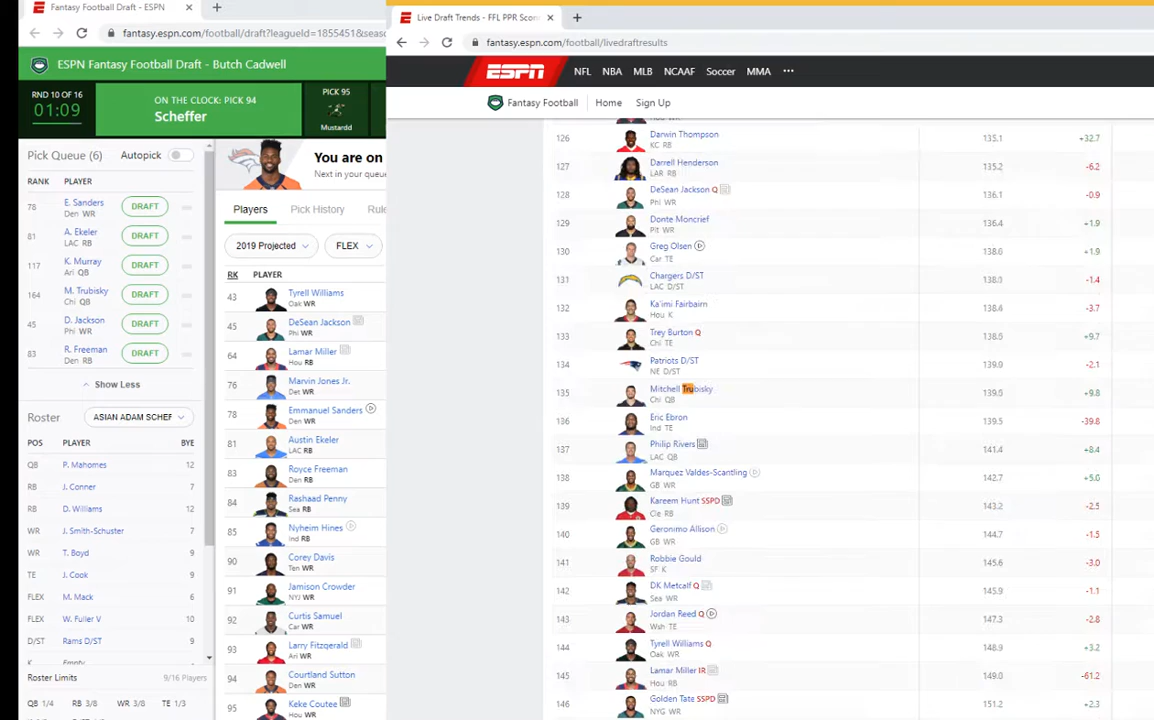 Fantasy Football Draft - ESPN
fantasy.espn.com/football/draft?leagueId=1855451&seasc
ESPN Fantasy Football Draft - Butch Cadwell
RND 10 OF 16
01:09
ON THE CLOCK: PICK 94
Scheffer
PICK 95
Mustardd
Pick Queue (6)
Autopick
RANK PLAYER
78 E. Sanders DRAFT
Den WR
81 A. Ekeler DRAFT
LAC RB
117 K. Murray DRAFT
Ari QB
164 M. Trubisky DRAFT
Chi QB
45 D. Jackson DRAFT
Phi WR
83 R. Freeman DRAFT
Den RB
Show Less
Roster ASIAN ADAM SCHEF
POS PLAYER BYE
QB P. Mahomes 12
RB J. Conner 7
RB D. Williams 12
WR J. Smith-Schuster 7
WR T. Boyd 9
TE J. Cook 9
FLEX M. Mack 6
FLEX W. Fuller V 10
D/ST Rams D/ST 9
K Empty
Roster Limits 9/16 Players
QB 1/4 RB 3/8 WR 3/8 TE 1/3
You are on
Next in your queue
Players Pick History Rule
2019 Projected FLEX
RK PLAYER
43 Tyrell Williams
Oak WR
45 DeSean Jackson
Phi WR
64 Lamar Miller
Hou RB
76 Marvin Jones Jr.
Det WR
78 Emmanuel Sanders
Den WR
81 Austin Ekeler
LAC RB
83 Royce Freeman
Den RB
84 Rashaad Penny
Sea RB
85 Nyheim Hines
Ind RB
90 Corey Davis
Ten WR
91 Jamison Crowder
NYJ WR
92 Curtis Samuel
Car WR
93 Larry Fitzgerald
Ari WR
94 Courtland Sutton
Den WR
95 Keke Coutee
Hou WR
Live Draft Trends - FFL PPR Scor
fantasy.espn.com/football/livedraftresults
ESPN NFL NBA MLB NCAAF Soccer MMA
Fantasy Football Home Sign Up
126 Darwin Thompson 135.1 +32.7
KC RB
127 Darrell Henderson 135.2 -6.2
LAR RB
128 DeSean Jackson Q 136.1 -0.9
Phi WR
129 Donte Moncrief 136.4 +1.9
Pit WR
130 Greg Olsen 138.0 +1.9
Car TE
131 Chargers D/ST 138.6 -1.4
LAC D/ST
132 Ka'imi Fairbairn 138.4 -3.7
Hou K
133 Trey Burton Q 138.5 +9.7
Chi TE
134 Patriots D/ST 139.0 -2.1
NE D/ST
135 Mitchell Trubisky 139.6 +9.8
Chi QB
136 Eric Ebron 139.5 -39.8
Ind TE
137 Philip Rivers 141.4 +8.4
LAC QB
138 Marquez Valdes-Scantling 142.7 +5.0
GB WR
139 Kareem Hunt SSPD 143.2 -2.5
Cle RB
140 Geronimo Allison 144.7 -1.5
GB WR
141 Robbie Gould 145.6 -3.0
SF K
142 DK Metcalf Q 145.9 -1.1
Sea WR
143 Jordan Reed Q 147.3 -2.8
Wsh TE
144 Tyrell Williams Q 148.9 +3.2
Oak WR
145 Lamar Miller IR 149.0 -61.2
Hou RB
146 Golden Tate SSPD 151.2 +2.3
NYG WR